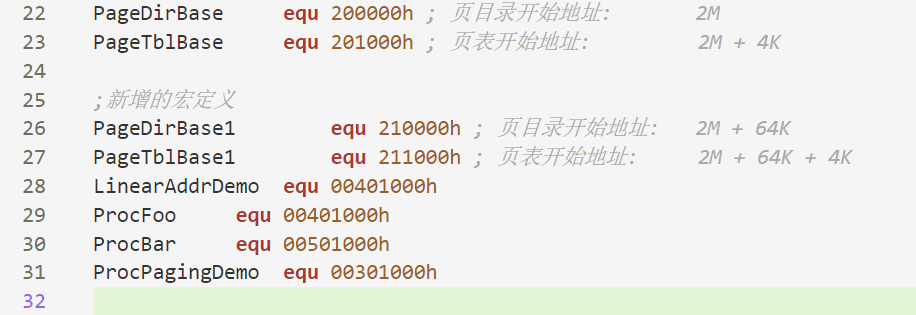 22 PageDirBase equ 200000h ; 页目录开始地址: 2M
23 PageTblBase equ 201000h ; 页表开始地址: 2M + 4K
24
25 ;新增的宏定义
26 PageDirBase1 equ 210000h ; 页目录开始地址: 2M + 64K
27 PageTblBase1 equ 211000h ; 页表开始地址: 2M + 64K + 4K
28 LinearAddrDemo equ 00401000h
29 ProcFoo equ 00401000h
30 ProcBar equ 00501000h
31 ProcPagingDemo equ 00301000h
32